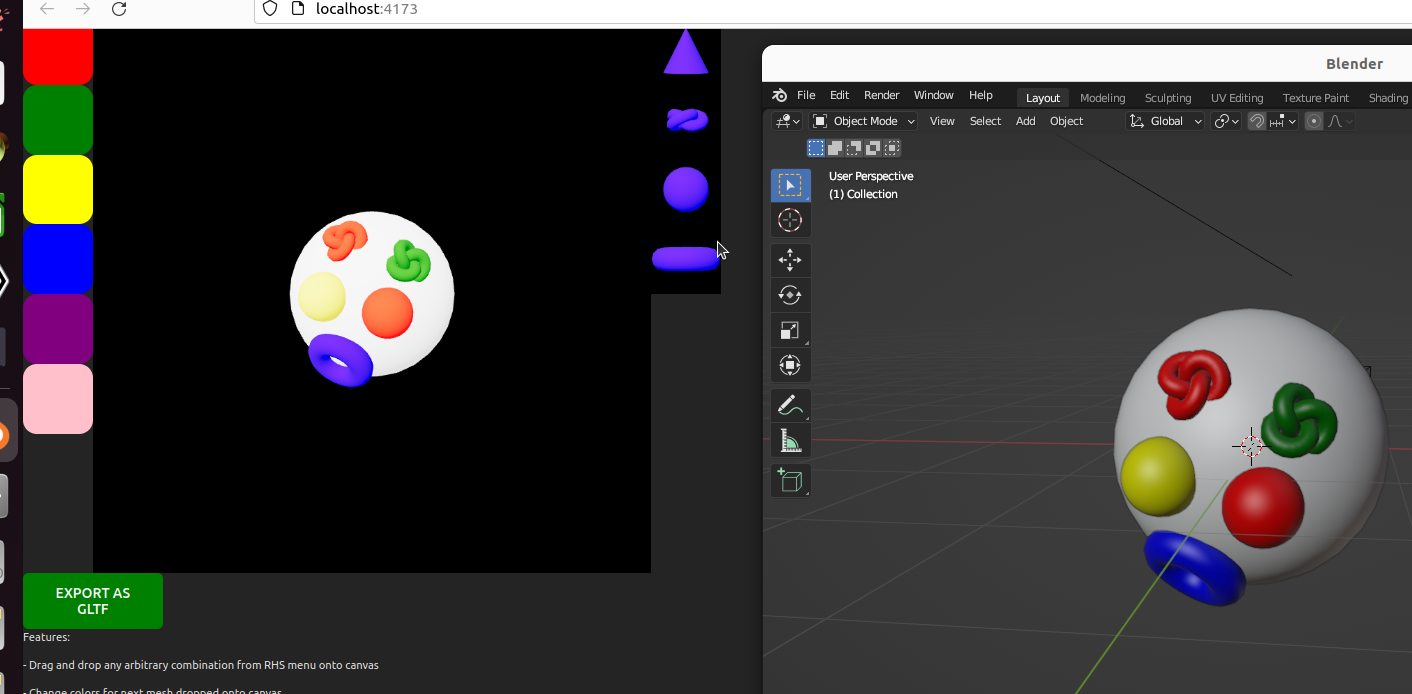 localhost:4173
EXPORT AS
GLTF
Features:
- Drag and drop any arbitrary combination from RHS menu onto canvas
- Change colors for next mesh dropped onto canvas
Blender
File Edit Render Window Help Layout Modeling Sculpting UV Editing Texture Paint Shading
Object Mode View Select Add Object Global
User Perspective
(1) Collection